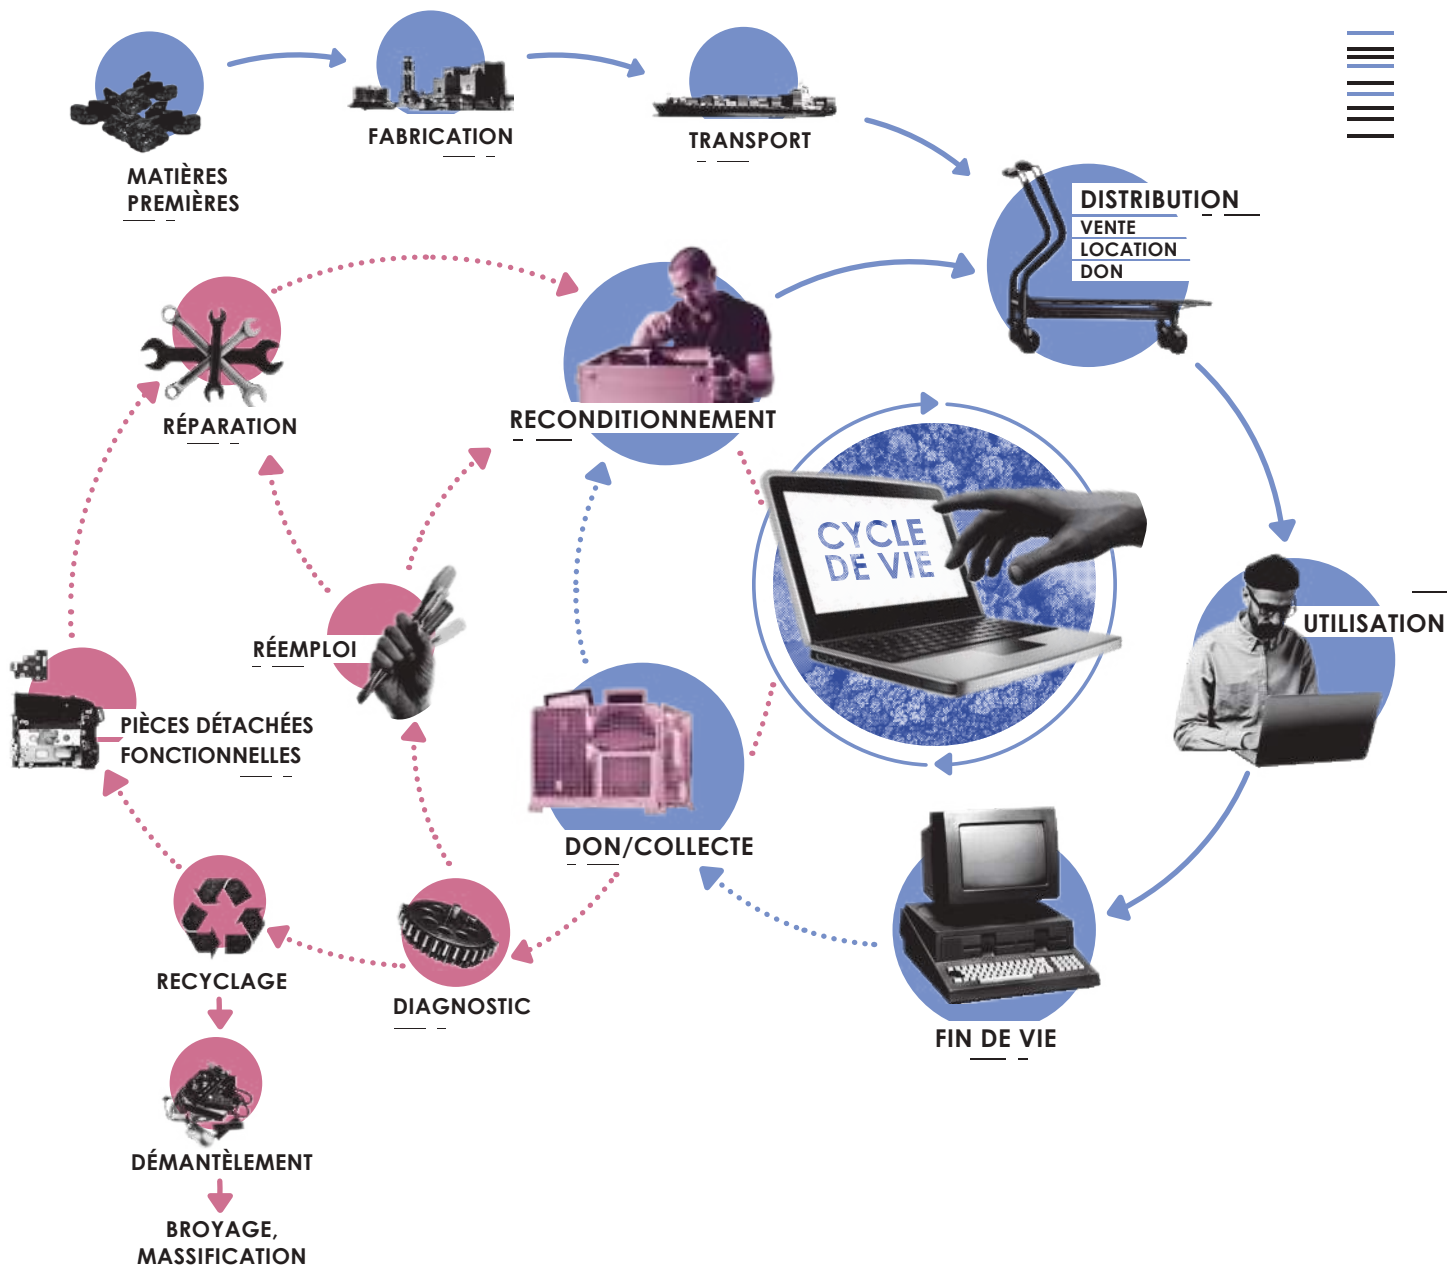 MATIÈRES
PREMIÈRES
FABRICATION
TRANSPORT
DISTRIBUTION
VENTE
LOCATION
DON
RÉPARATION
RECONDITIONNEMENT
CYCLE
DE VIE
UTILISATION
RÉEMPLOI
PIÈCES DÉTACHÉES
FONCTIONNELLES
DON/COLLECTE
RECYCLAGE
DIAGNOSTIC
FIN DE VIE
DÉMANTÈLEMENT
BROYAGE,
MASSIFICATION